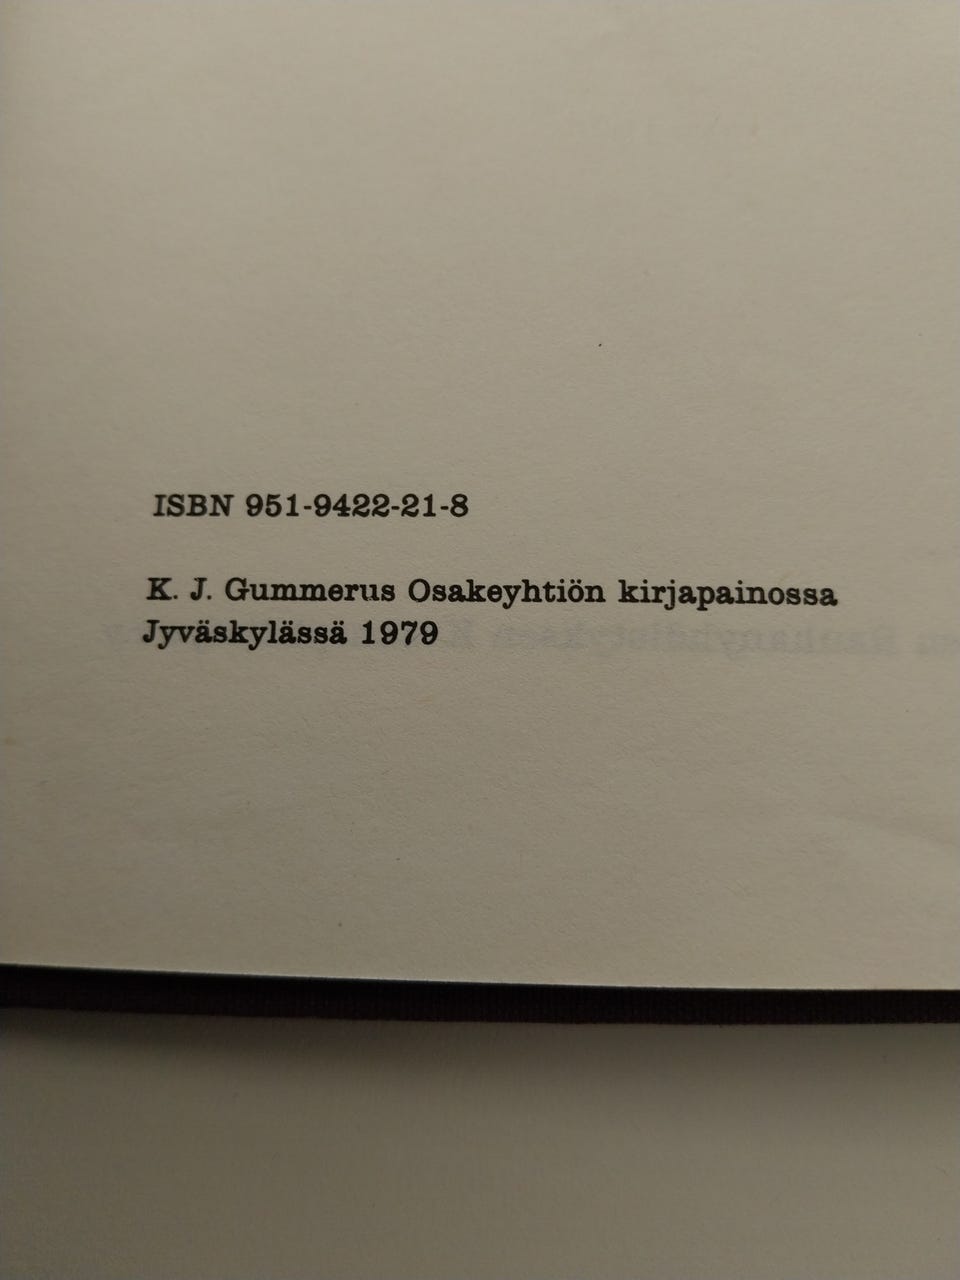 ISBN 951-9422-21-8
K. J. Gummerus Osakeyhtiön kirjapainossa
Jyväskylässä 1979